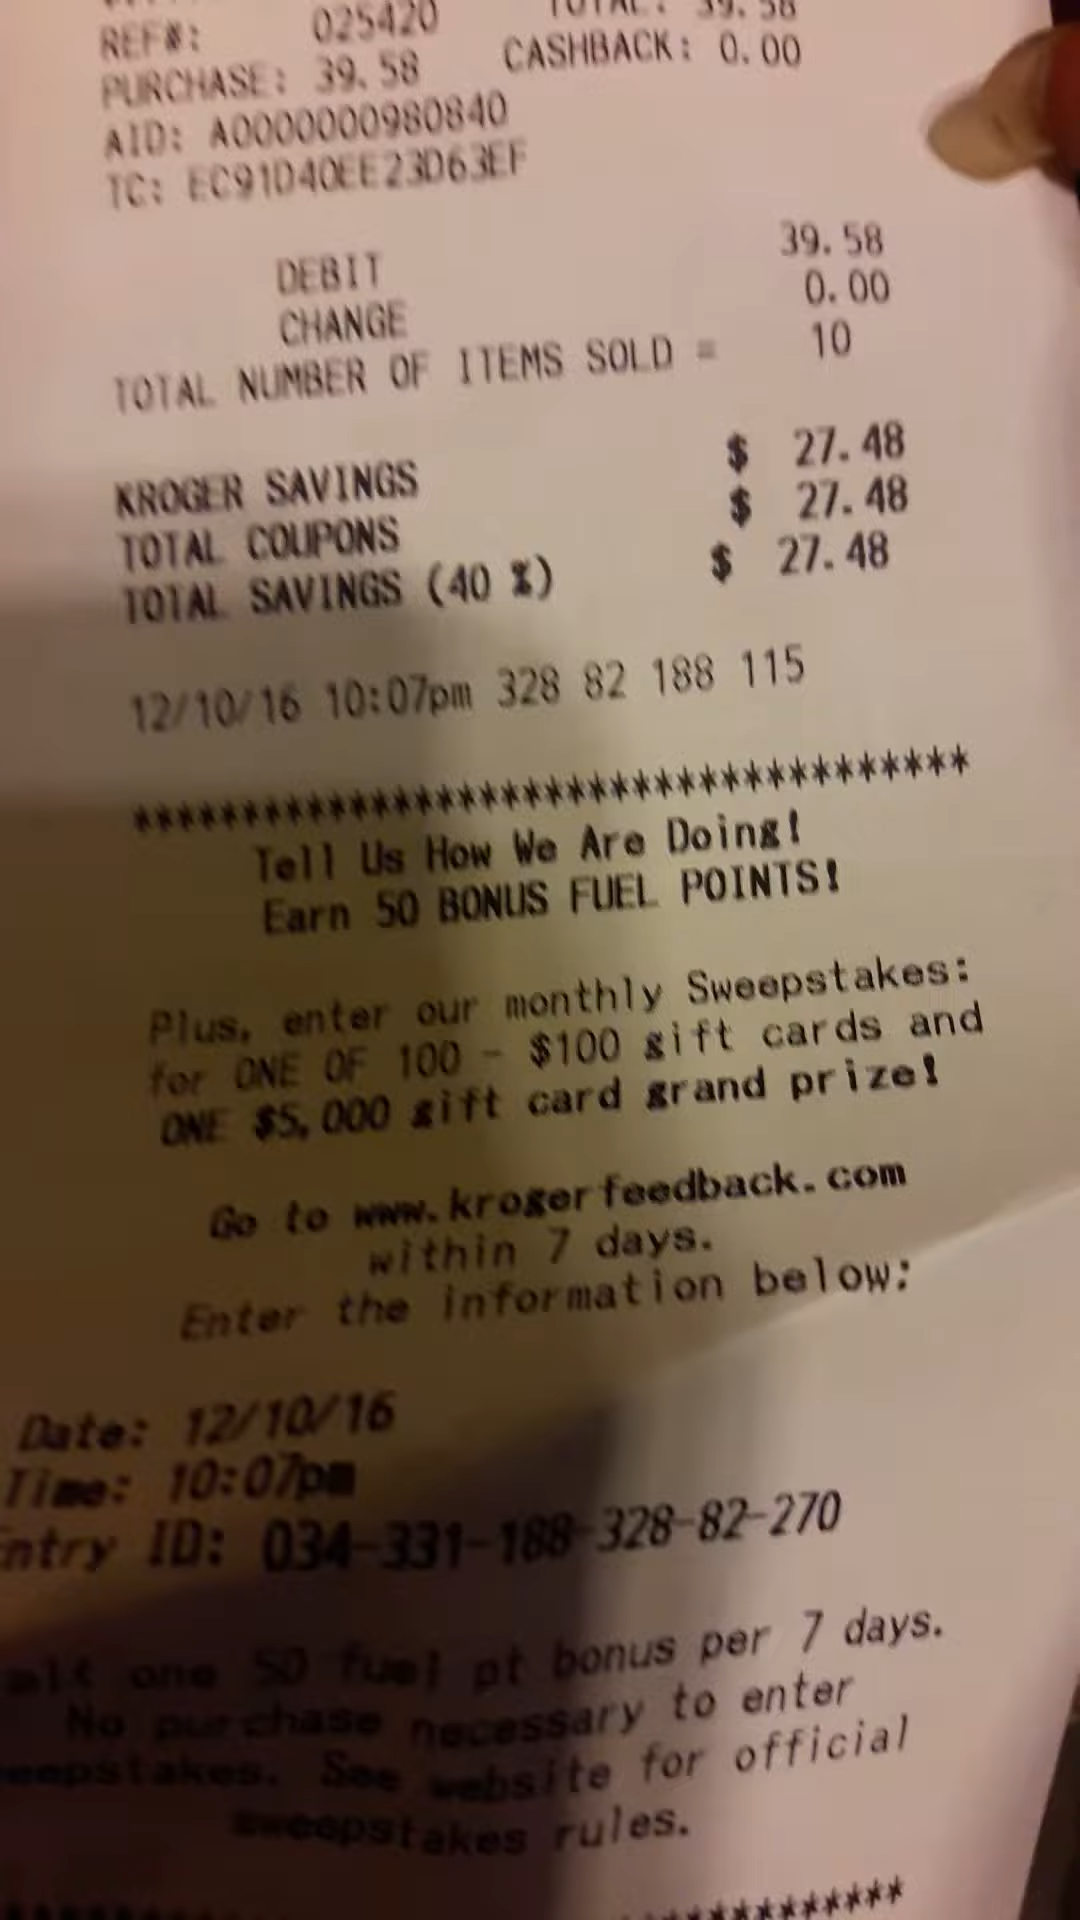 REF#: 025420 TOTAL: 39.58
PURCHASE: 39.58 CASHBACK: 0.00
AID: A0000000980840
TC: EC91D40EE23D63EF
DEBIT 39.58
CHANGE 0.00
TOTAL NUMBER OF ITEMS SOLD = 10
KROGER SAVINGS $ 27.48
TOTAL COUPONS $ 27.48
TOTAL SAVINGS (40 %) $ 27.48
12/10/16 10:07pm 328 82 188 115
************************************
Tell Us How We Are Doing!
Earn 50 BONUS FUEL POINTS!
Plus, enter our monthly Sweepstakes:
for ONE OF 100 - $100 gift cards and
ONE $5,000 gift card grand prize!
Go to www.krogerfeedback.com
within 7 days.
Enter the information below:
Date: 12/10/16
Time: 10:07pm
ntry ID: 034-331-188-328-82-270
one 50 fuel pt bonus per 7 days.
No purchase necessary to enter
eepstakes. See website for official
sweepstakes rules.